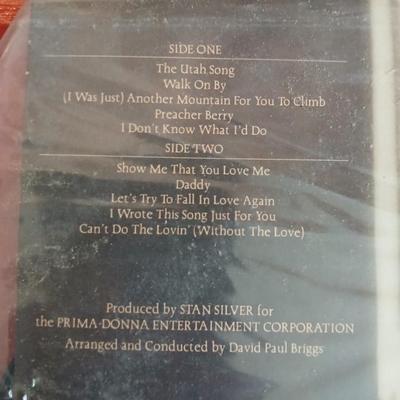 SIDE ONE
The Utah Song
Walk On By
(I Was Just) Another Mountain For You To Climb
Preacher Berry
I Don't Know What I'd Do
SIDE TWO
Show Me That You Love Me
Daddy
Let's Try To Fall In Love Again
I Wrote This Song Just For You
Can't Do The Lovin' (Without The Love)
Produced by STAN SILVER for
the PRIMA-DONNA ENTERTAINMENT CORPORATION
Arranged and Conducted by David Paul Briggs